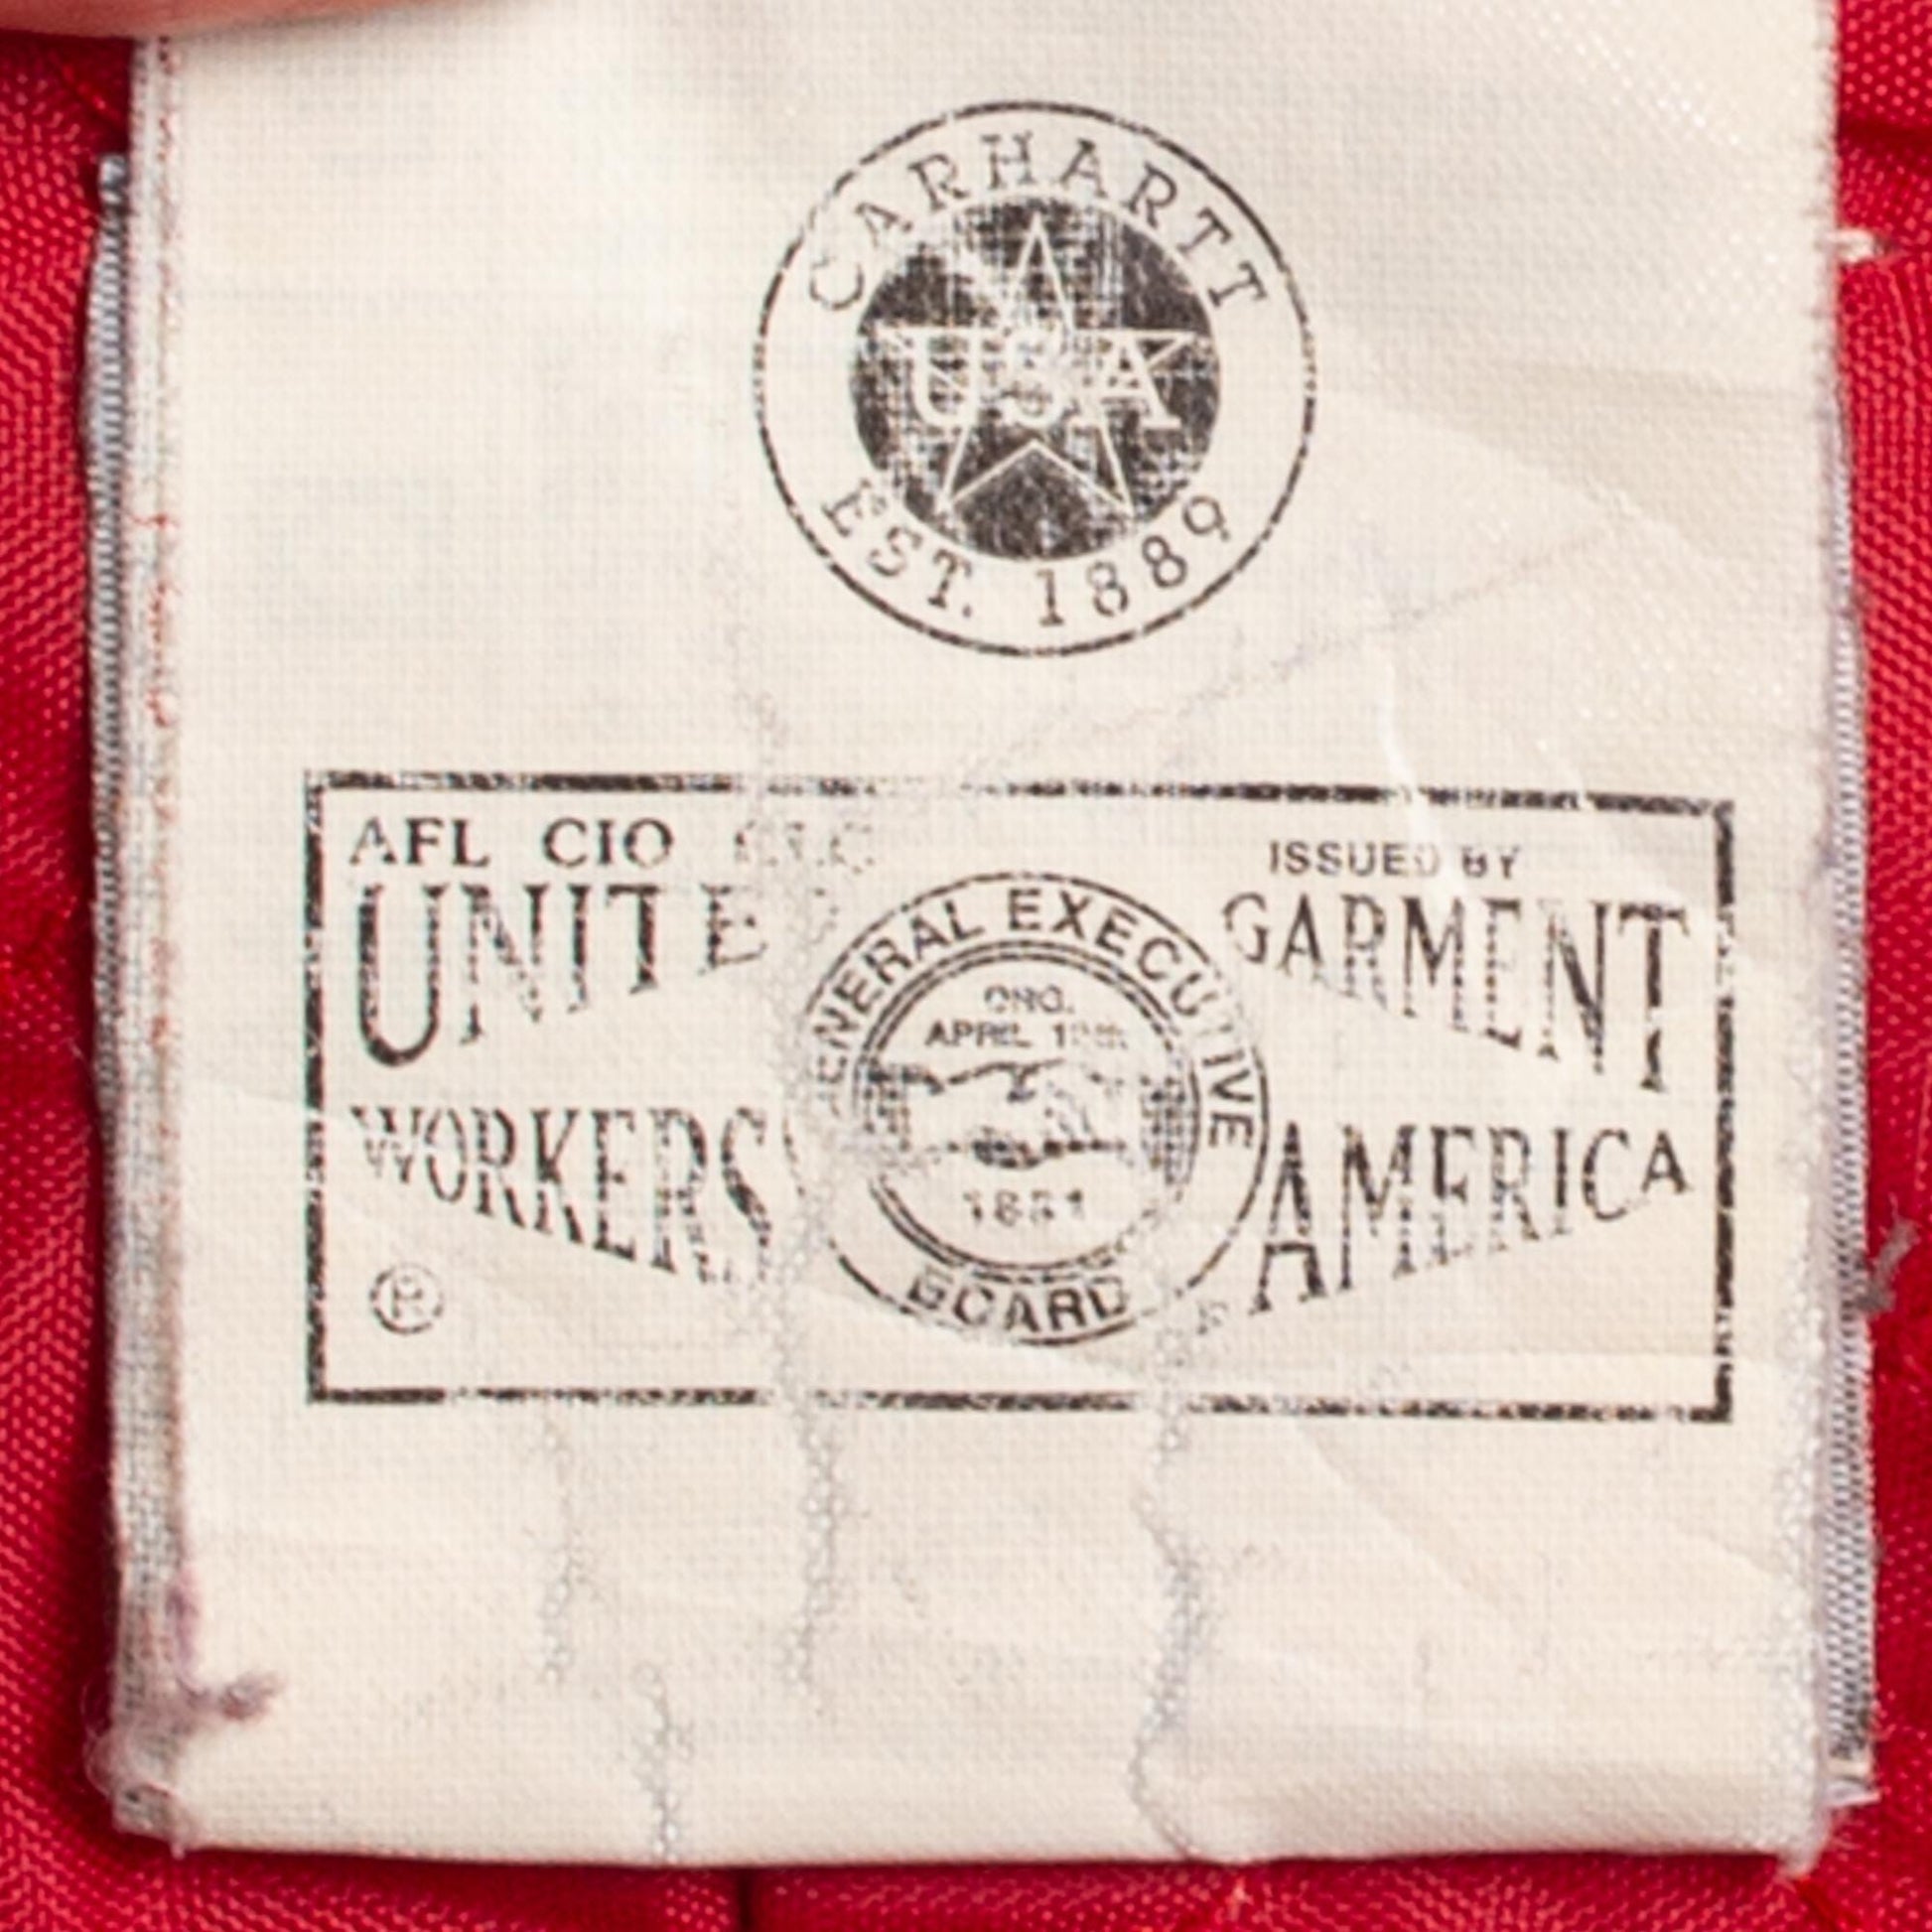 CARHARTT
USA
EST. 1889
AFL CIO
ISSUED BY
UNITE GARMENT
GENERAL EXECUTIVE
ORG.
APRIL
WORKERS AMERICA
BOARD
®